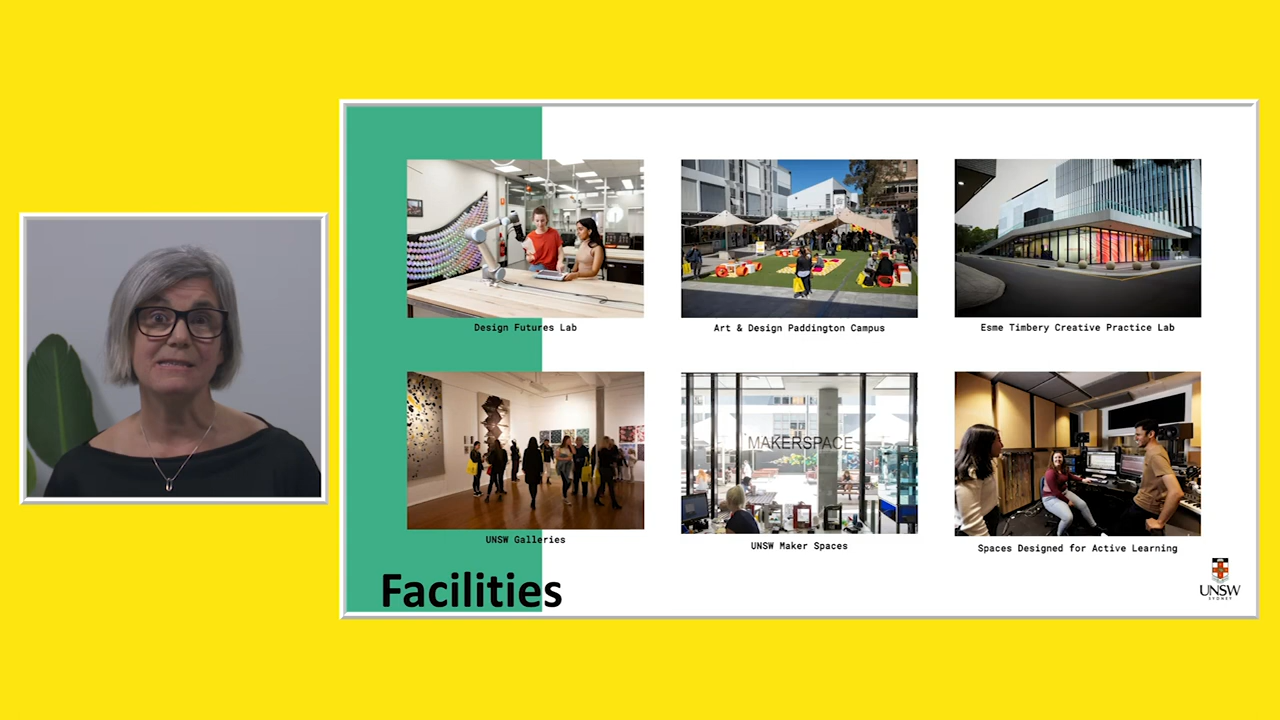 Design Futures Lab
Art & Design Paddington Campus
Esme Timbery Creative Practice Lab
MAKERSPACE
UNSW Galleries
UNSW Maker Spaces
Spaces Designed for Active Learning
Facilities
UNSW
SYDNEY